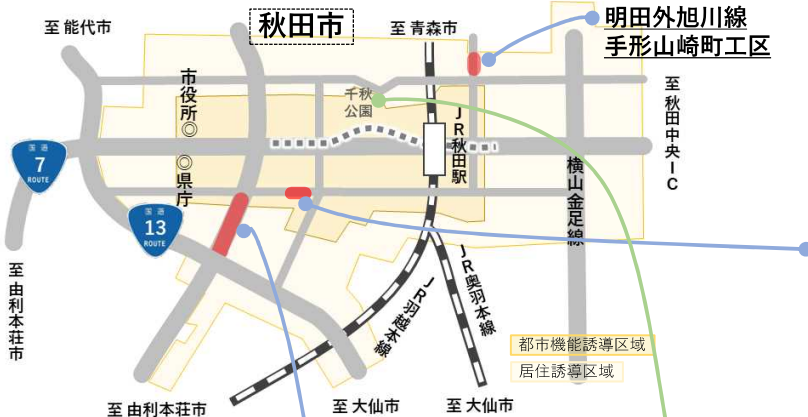 秋田市
至 青森市
明田外旭川線
手形山崎町工区
至 能代市
市役所◎
千秋
公園
JR秋田駅
至 秋田中央IC
国道
7
ROUTE
◎県庁
横山金足線
国道
13
ROUTE
至 由利本荘市
JR羽越本線
JR奥羽本線
都市機能誘導区域
居住誘導区域
至 由利本荘市
至 大仙市
至 大仙市